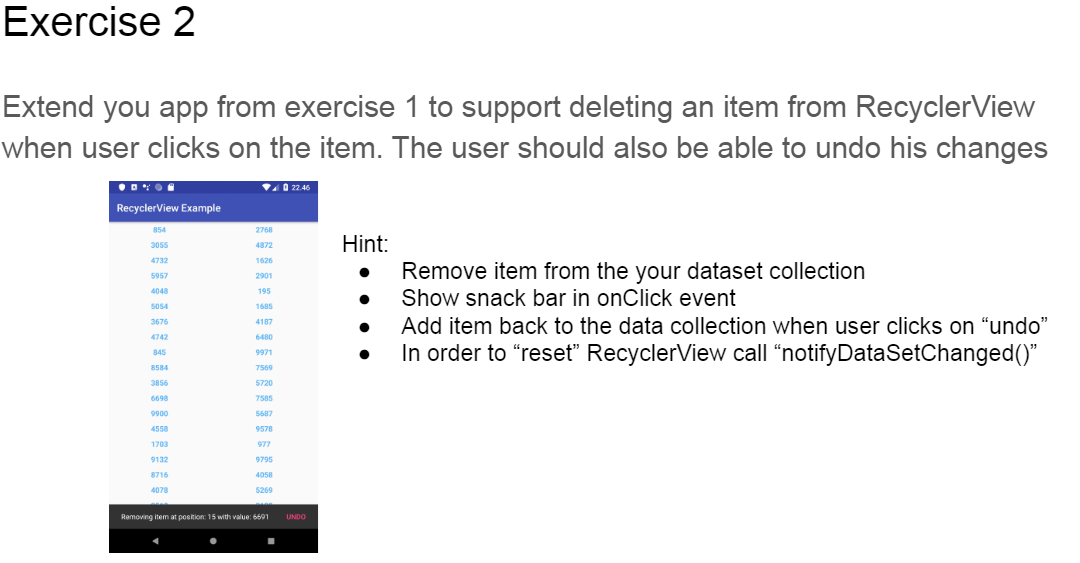 Exercise 2
Extend you app from exercise 1 to support deleting an item from RecyclerView
when user clicks on the item. The user should also be able to undo his changes
22.46
RecyclerView Example
854 2768
3055 4872
4732 1626
5957 2901
4048 195
5054 1685
3676 4187
4742 6480
845 9971
8584 7569
3856 5720
6698 7585
9900 5687
4558 9578
1703 977
9132 9795
8716 4058
4078 5269
Removing item at position: 15 with value: 6691 UNDO
Hint:
● Remove item from the your dataset collection
● Show snack bar in onClick event
● Add item back to the data collection when user clicks on “undo”
● In order to “reset” RecyclerView call “notifyDataSetChanged()”